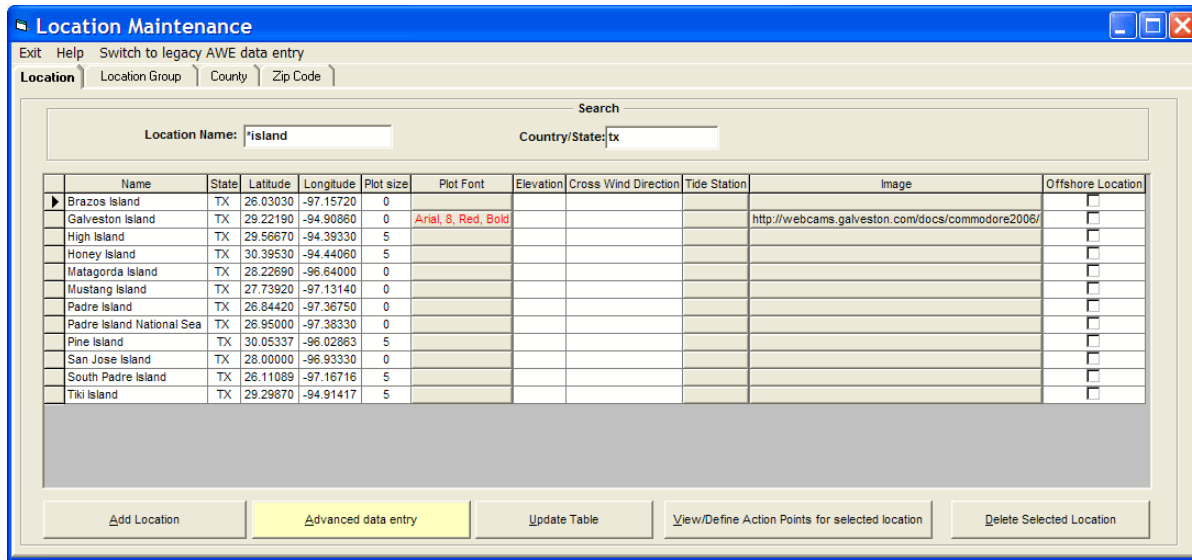 Location Maintenance
Exit Help Switch to legacy AWE data entry
Location Location Group County Zip Code
Search
Location Name: *island Country/State: tx
Name State Latitude Longitude Plot size Plot Font Elevation Cross Wind Direction Tide Station Image Offshore Location
Brazos Island TX 26.03030 -97.15720 0
Galveston Island TX 29.22190 -94.90860 0 Arial, 8, Red, Bold http://webcams.galveston.com/docs/commodore2006/
High Island TX 29.56670 -94.39330 5
Honey Island TX 30.39530 -94.44060 5
Matagorda Island TX 28.22690 -96.64000 0
Mustang Island TX 27.73920 -97.13140 0
Padre Island TX 26.84420 -97.36750 0
Padre Island National Sea TX 26.95000 -97.38330 0
Pine Island TX 30.05337 -96.02863 5
San Jose Island TX 28.00000 -96.93330 0
South Padre Island TX 26.11089 -97.16716 5
Tiki Island TX 29.29870 -94.91417 5
Add Location Advanced data entry Update Table View/Define Action Points for selected location Delete Selected Location